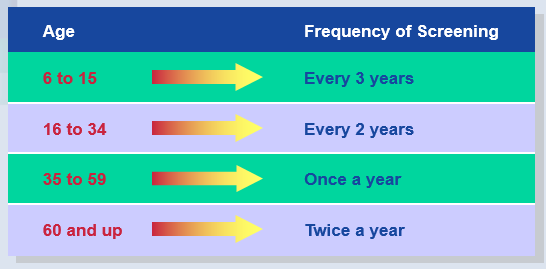 Age Frequency of Screening
6 to 15 Every 3 years
16 to 34 Every 2 years
35 to 59 Once a year
60 and up Twice a year